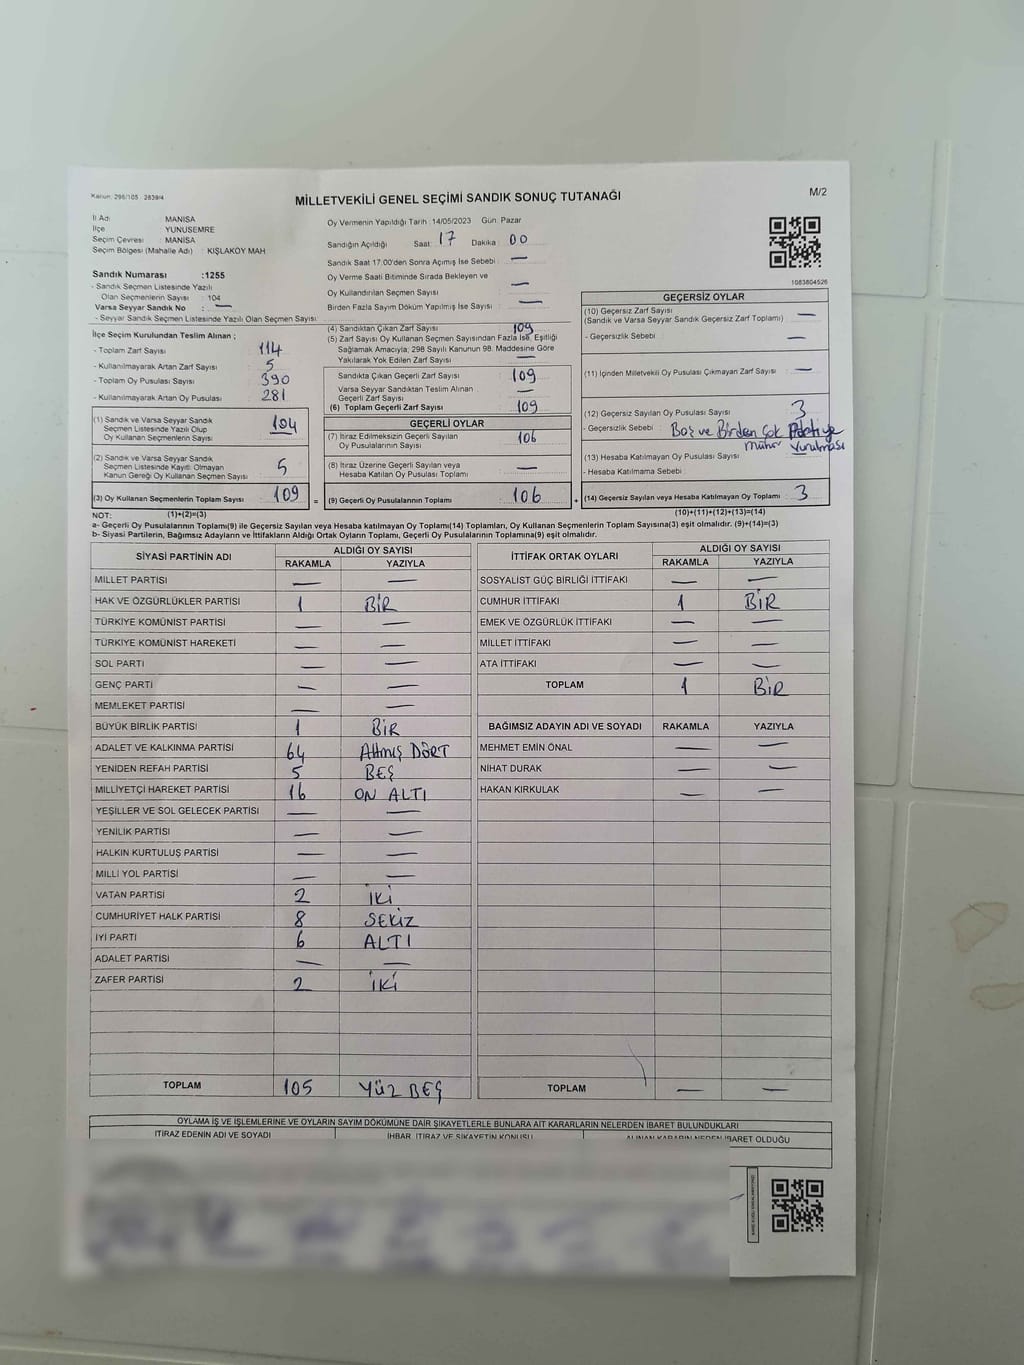 Kanun: 298/105 - 2839/4
MİLLETVEKİLİ GENEL SEÇİMİ SANDIK SONUÇ TUTANAĞI
M/2
İl Adı : MANİSA
İlçe : YUNUSEMRE
Seçim Çevresi : MANİSA
Seçim Bölgesi (Mahalle Adı) : KIŞLAKÖY MAH
Sandık Numarası :1255
- Sandık Seçmen Listesinde Yazılı
Olan Seçmenlerin Sayısı : 104
Varsa Seyyar Sandık No : —
- Seyyar Sandık Seçmen Listesinde Yazılı Olan Seçmen Sayısı:
Oy Vermenin Yapıldığı Tarih : 14/05/2023 Gün: Pazar
Sandığın Açıldığı Saat: 17 Dakika : 00
Sandık Saat 17:00'den Sonra Açımış İse Sebebi : —
Oy Verme Saati Bitiminde Sırada Bekleyen ve
Oy Kullandırılan Seçmen Sayısı : —
Birden Fazla Sayım Döküm Yapılmış İse Sayısı : —
1083804526
İlçe Seçim Kurulundan Teslim Alınan ;
- Toplam Zarf Sayısı : 114
- Kullanılmayarak Artan Zarf Sayısı : 5
- Toplam Oy Pusulası Sayısı : 390
- Kullanılmayarak Artan Oy Pusulası : 281
(4) Sandıktan Çıkan Zarf Sayısı : 109
(5) Zarf Sayısı Oy Kullanan Seçmen Sayısından Fazla İse, Eşitliği
Sağlamak Amacıyla, 298 Sayılı Kanunun 98. Maddesine Göre
Yakılarak Yok Edilen Zarf Sayısı : —
Sandıkta Çıkan Geçerli Zarf Sayısı : 109
Varsa Seyyar Sandıktan Teslim Alınan : —
(6) Toplam Geçerli Zarf Sayısı : 109
GEÇERSİZ OYLAR
(10) Geçersiz Zarf Sayısı
(Sandık ve Varsa Seyyar Sandık Geçersiz Zarf Toplamı) : —
- Geçersizlik Sebebi : —
(11) İçinden Milletvekili Oy Pusulası Çıkmayan Zarf Sayısı : —
(12) Geçersiz Sayılan Oy Pusulası Sayısı : 3
- Geçersizlik Sebebi : Boş ve Birden Çok Partiye
Mühür Vurulması
(13) Hesaba Katılmayan Oy Pusulası Sayısı :
- Hesaba Katılmama Sebebi :
(14) Geçersiz Sayılan veya Hesaba Katılmayan Oy Toplamı : 3
(10)+(11)+(12)+(13)=(14)
(1) Sandık ve Varsa Seyyar Sandık
Seçmen Listesinde Yazılı Olup
Oy Kullanan Seçmenlerin Sayısı : 104
(2) Sandık ve Varsa Seyyar Sandık
Seçmen Listesinde Kayıtlı Olmayan
Kanun Gereği Oy Kullanan Seçmen Sayısı : 5
(3) Oy Kullanan Seçmenlerin Toplam Sayısı : 109 =
GEÇERLİ OYLAR
(7) İtiraz Edilmeksizin Geçerli Sayılan
Oy Pusulalarının Sayısı : 106
(8) İtiraz Üzerine Geçerli Sayılan veya
Hesaba Katılan Oy Pusulası Toplamı : —
(9) Geçerli Oy Pusulalarının Toplamı : 106 +
NOT: (1)+(2)=(3)
a- Geçerli Oy Pusulalarının Toplamı(9) ile Geçersiz Sayılan veya Hesaba katılmayan Oy Toplamı(14) Toplamları, Oy Kullanan Seçmenlerin Toplam Sayısına(3) eşit olmalıdır. (9)+(14)=(3)
b- Siyasi Partilerin, Bağımsız Adayların ve İttifakların Aldığı Ortak Oyların Toplamı, Geçerli Oy Pusulalarının Toplamına(9) eşit olmalıdır.
SİYASİ PARTİNİN ADI ALDIĞI OY SAYISI
RAKAMLA YAZIYLA
MİLLET PARTİSİ — —
HAK VE ÖZGÜRLÜKLER PARTİSİ 1 BİR
TÜRKİYE KOMÜNİST PARTİSİ — —
TÜRKİYE KOMÜNİST HAREKETİ — —
SOL PARTİ — —
GENÇ PARTİ — —
MEMLEKET PARTİSİ — —
BÜYÜK BİRLİK PARTİSİ 1 BİR
ADALET VE KALKINMA PARTİSİ 64 Altmış DÖRT
YENİDEN REFAH PARTİSİ 5 BEŞ
MİLLİYETÇİ HAREKET PARTİSİ 16 ON ALTI
YEŞİLLER VE SOL GELECEK PARTİSİ — —
YENİLİK PARTİSİ — —
HALKIN KURTULUŞ PARTİSİ — —
MİLLİ YOL PARTİSİ — —
VATAN PARTİSİ 2 İKİ
CUMHURİYET HALK PARTİSİ 8 SEKİZ
İYİ PARTİ 6 ALTI
ADALET PARTİSİ — —
ZAFER PARTİSİ 2 İKİ
TOPLAM 105 YÜZ BEŞ
İTTİFAK ORTAK OYLARI ALDIĞI OY SAYISI
RAKAMLA YAZIYLA
SOSYALİST GÜÇ BİRLİĞİ İTTİFAKI — —
CUMHUR İTTİFAKI 1 BİR
EMEK VE ÖZGÜRLÜK İTTİFAKI — —
MİLLET İTTİFAKI — —
ATA İTTİFAKI — —
TOPLAM 1 BİR
BAĞIMSIZ ADAYIN ADI VE SOYADI RAKAMLA YAZIYLA
MEHMET EMİN ÖNAL — —
NİHAT DURAK — —
HAKAN KIRKULAK — —
TOPLAM — —
OYLAMA İŞ VE İŞLEMLERİNE VE OYLARIN SAYIM DÖKÜMÜNE DAİR ŞİKAYETLERLE BUNLARA AİT KARARLARIN NELERDEN İBARET BULUNDUKLARI
İTİRAZ EDENİN ADI VE SOYADI İHBAR, İTİRAZ VE ŞİKAYETİN KONUSU ALINAN KARARIN NEDEN İBARET OLDUĞU